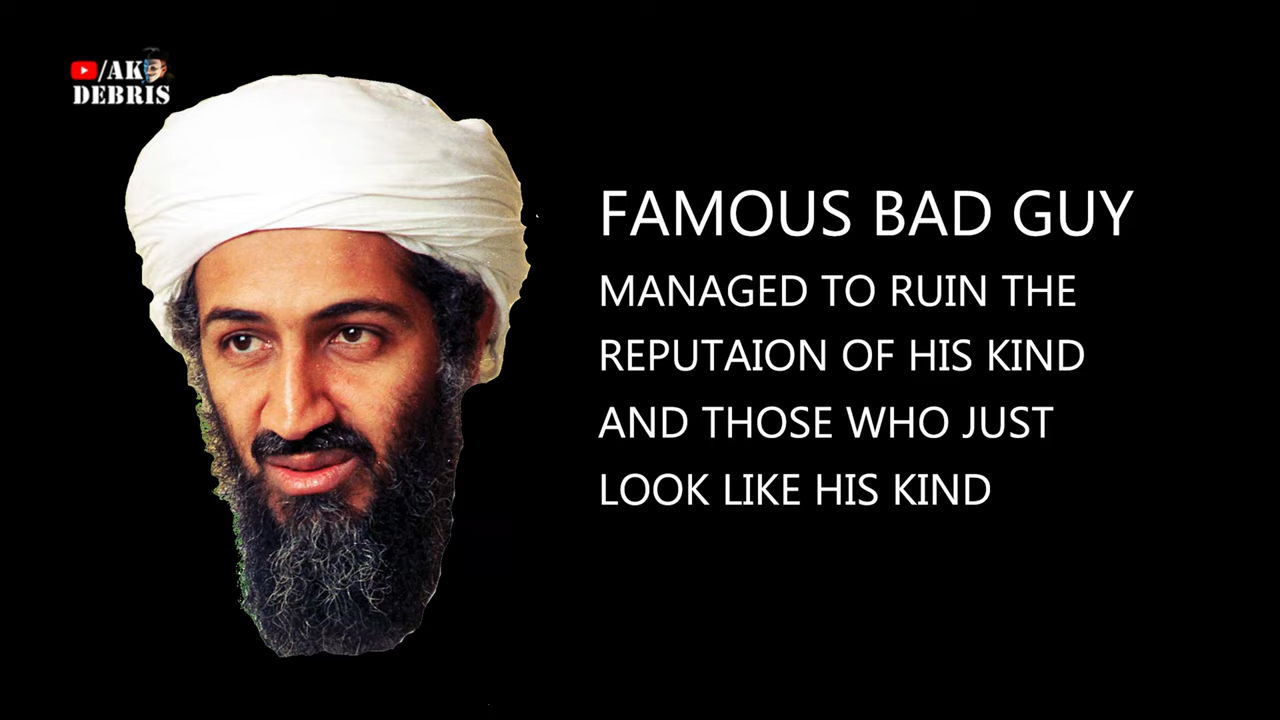 /AK
DEBRIS
FAMOUS BAD GUY
MANAGED TO RUIN THE
REPUTAION OF HIS KIND
AND THOSE WHO JUST
LOOK LIKE HIS KIND